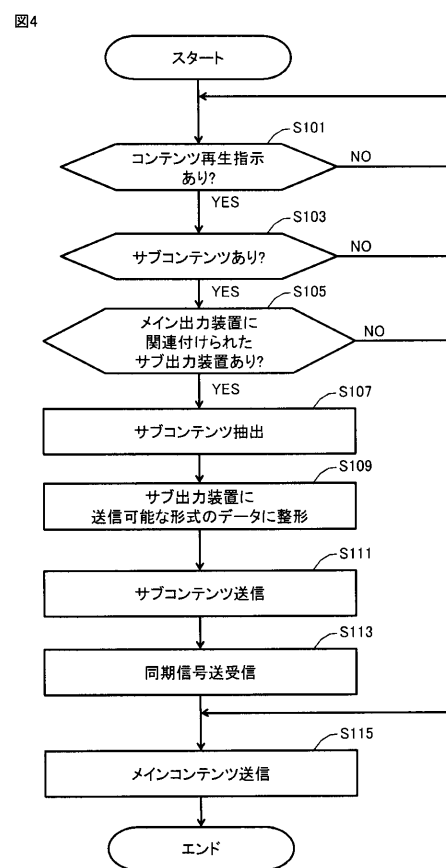 図4
スタート
S101
コンテンツ再生指示
あり?
NO
YES
S103
サブコンテンツあり?
NO
YES
S105
メイン出力装置に
関連付けられた
サブ出力装置あり?
NO
YES
S107
サブコンテンツ抽出
S109
サブ出力装置に
送信可能な形式のデータに整形
S111
サブコンテンツ送信
S113
同期信号送受信
S115
メインコンテンツ送信
エンド